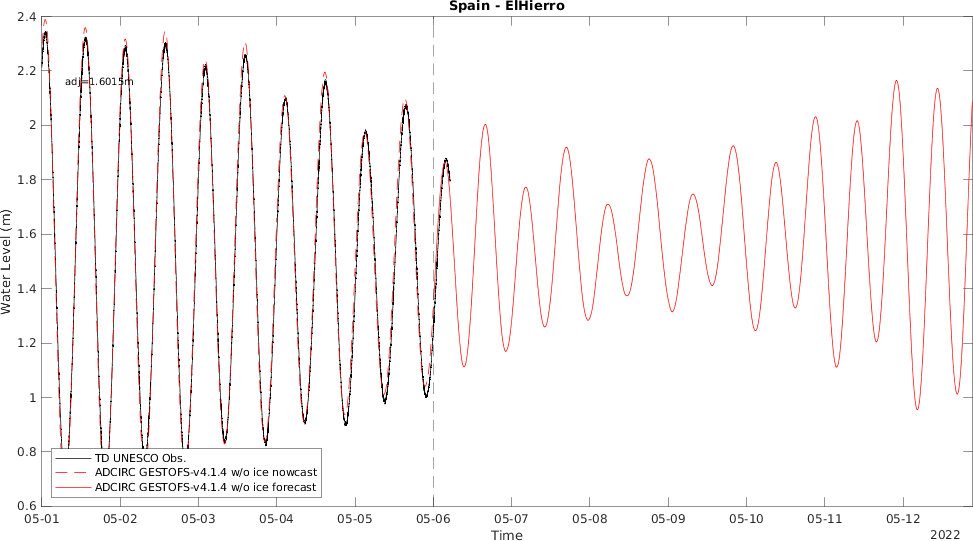 Spain - ElHierro
2.4
2.2
2
1.8
1.6
1.4
1.2
1
0.8
0.6
Water Level (m)
adj=1.6015m
TD UNESCO Obs.
ADCIRC GESTOFS-v4.1.4 w/o ice nowcast
ADCIRC GESTOFS-v4.1.4 w/o ice forecast
05-01 05-02 05-03 05-04 05-05 05-06 05-07 05-08 05-09 05-10 05-11 05-12
Time
2022